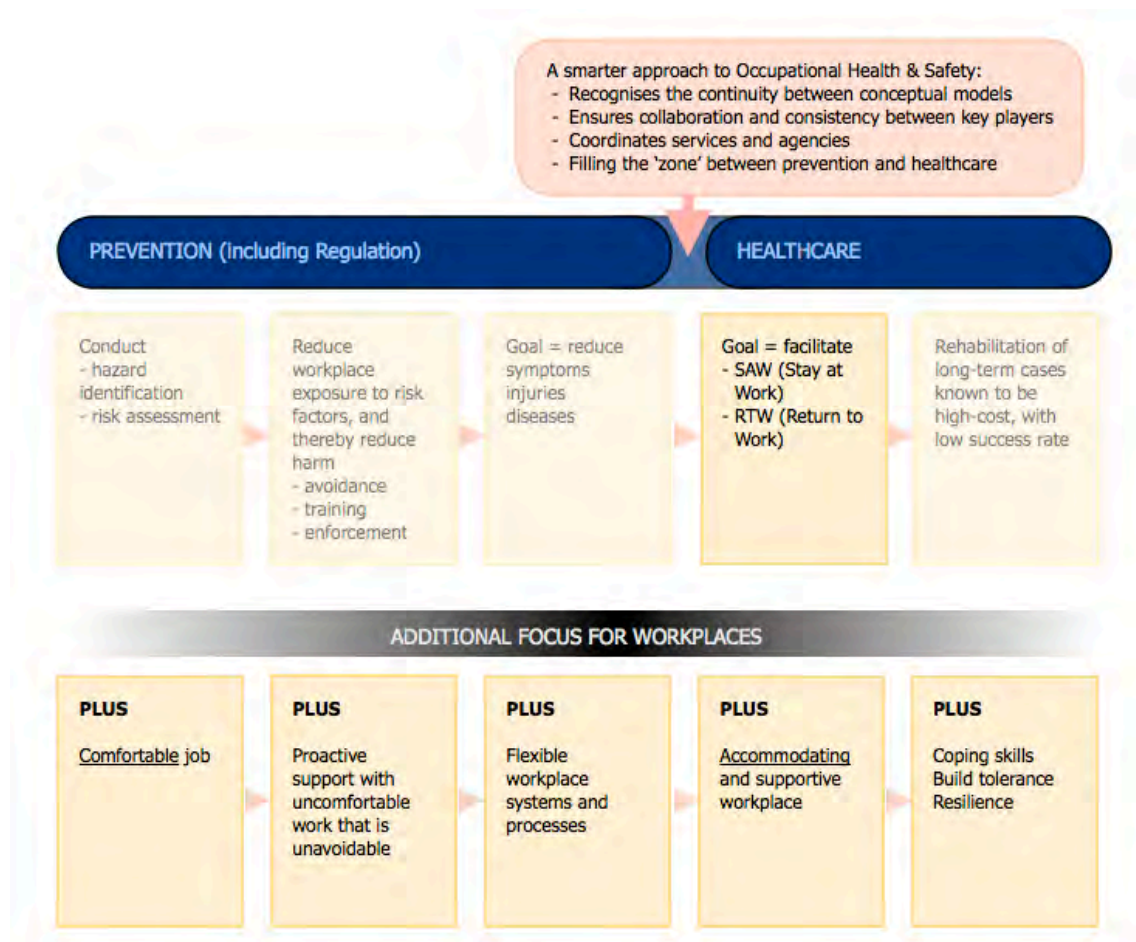 A smarter approach to Occupational Health & Safety:
- Recognises the continuity between conceptual models
- Ensures collaboration and consistency between key players
- Coordinates services and agencies
- Filling the ‘zone’ between prevention and healthcare
PREVENTION (including Regulation)
HEALTHCARE
Conduct
- hazard
identification
- risk assessment
Reduce
workplace
exposure to risk
factors, and
thereby reduce
harm
- avoidance
- training
- enforcement
Goal = reduce
symptoms
injuries
diseases
Goal = facilitate
- SAW (Stay at
Work)
- RTW (Return to
Work)
Rehabilitation of
long-term cases
known to be
high-cost, with
low success rate
ADDITIONAL FOCUS FOR WORKPLACES
PLUS
Comfortable job
PLUS
Proactive
support with
uncomfortable
work that is
unavoidable
PLUS
Flexible
workplace
systems and
processes
PLUS
Accommodating
and supportive
workplace
PLUS
Coping skills
Build tolerance
Resilience